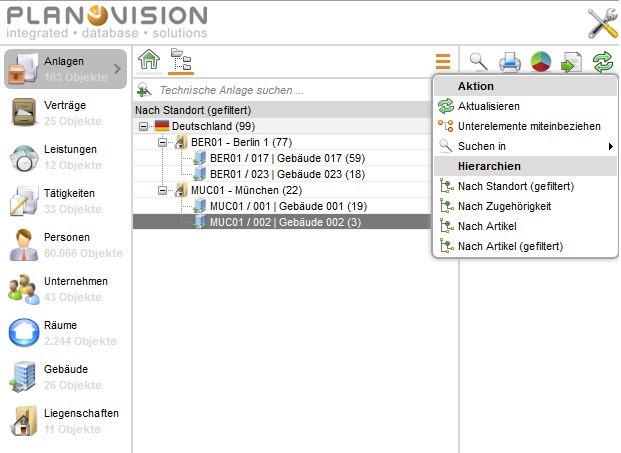 PLANOVISION
integrated • database • solutions
Anlagen
103 Objekte
Verträge
25 Objekte
Leistungen
12 Objekte
Tätigkeiten
33 Objekte
Personen
80.066 Objekte
Unternehmen
43 Objekte
Räume
2.244 Objekte
Gebäude
26 Objekte
Liegenschaften
11 Objekte
Technische Anlage suchen ...
Nach Standort (gefiltert)
Deutschland (99)
BER01 - Berlin 1 (77)
BER01 / 017 | Gebäude 017 (59)
BER01 / 023 | Gebäude 023 (18)
MUC01 - München (22)
MUC01 / 001 | Gebäude 001 (19)
MUC01 / 002 | Gebäude 002 (3)
Aktion
Aktualisieren
Unterelemente miteinbeziehen
Suchen in
Hierarchien
Nach Standort (gefiltert)
Nach Zugehörigkeit
Nach Artikel
Nach Artikel (gefiltert)